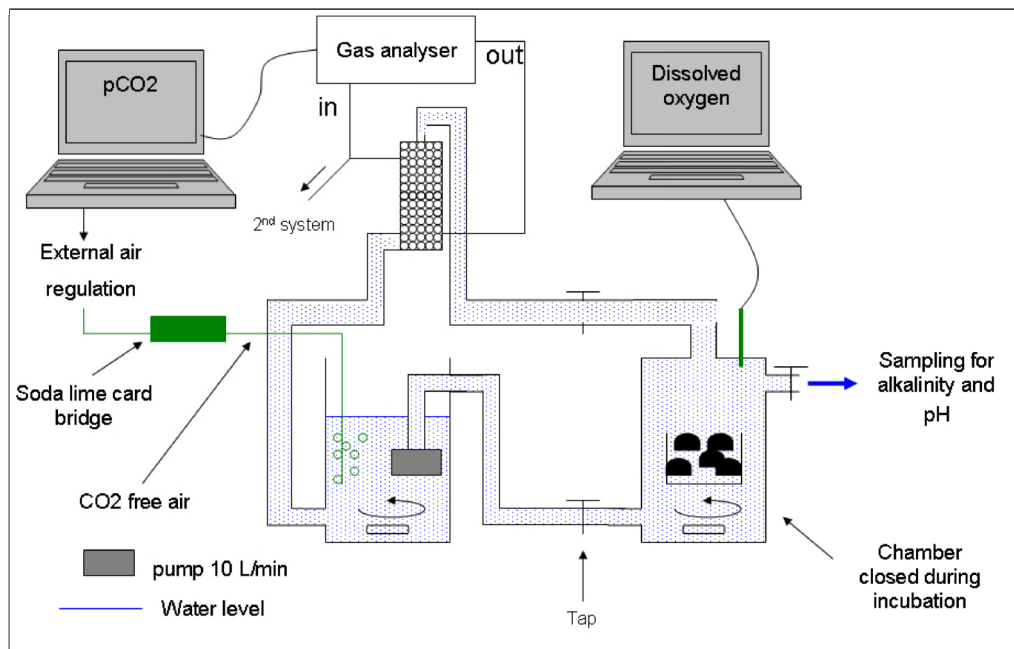 Gas analyser
out
in
pCO2
Dissolved
oxygen
2nd system
External air
regulation
Soda lime card
bridge
CO2 free air
Sampling for
alkalinity and
pH
pump 10 L/min
Water level
Tap
Chamber
closed during
incubation